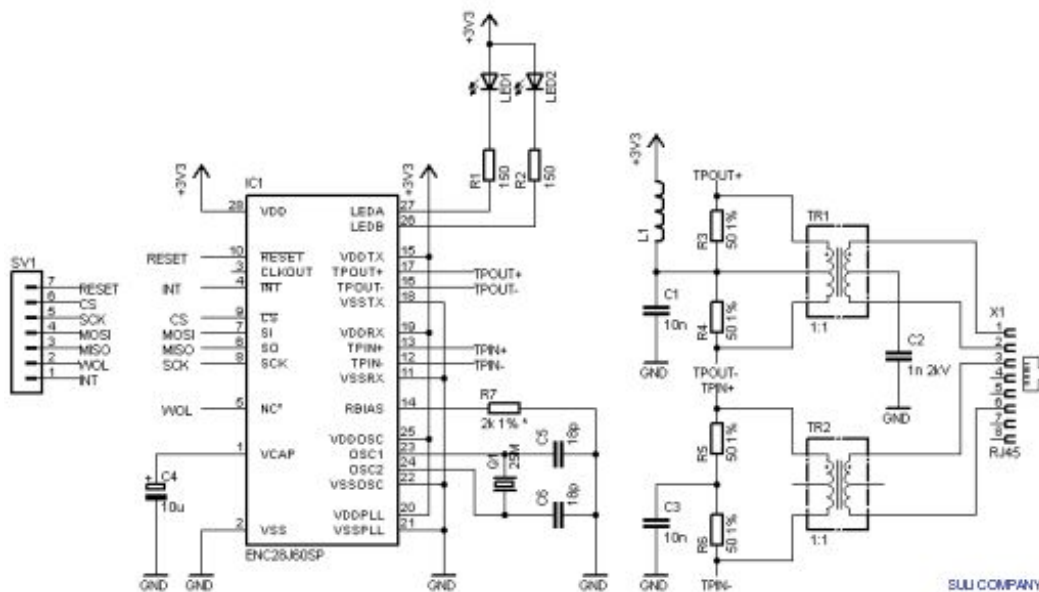 +3V3
LED1
LED2
R1
150
R2
150
+3V3
IC1
+3V3
28 VDD LEDA 27
LEDB 26
RESET 10 RESET VDDTX 15
3 CLKOUT TPOUT+ 17 TPOUT+
INT 4 INT TPOUT- 16 TPOUT-
VSSTX 18
CS 9 CS
MOSI 7 SI VDDRX 19
MISO 6 SO TPIN+ 13 TPIN+
SCK 8 SCK TPIN- 12 TPIN-
VSSRX 11
WOL 5 NC* RBIAS 14
R7
2k 1% *
VDDOSC 25
1 VCAP OSC1 23
OSC2 24
VSSOSC 22
VDDPLL 20
2 VSS VSSPLL 21
ENC28J60SP
SV1
7 RESET
6 CS
5 SCK
4 MOSI
3 MISO
2 WOL
1 INT
C4
+
10u
Q1
25M
C5
18p
C6
18p
GND
GND
GND
GND
+3V3
L1
C1
10n
GND
TPOUT+
R3
50 1%
R4
50 1%
TPOUT-
TPIN+
R5
50 1%
R6
50 1%
TPIN-
C3
10n
GND
TR1
1:1
TR2
1:1
C2
1n 2kV
GND
X1
1
2
3
4
5
6
7
8
RJ45
SULI COMPANY